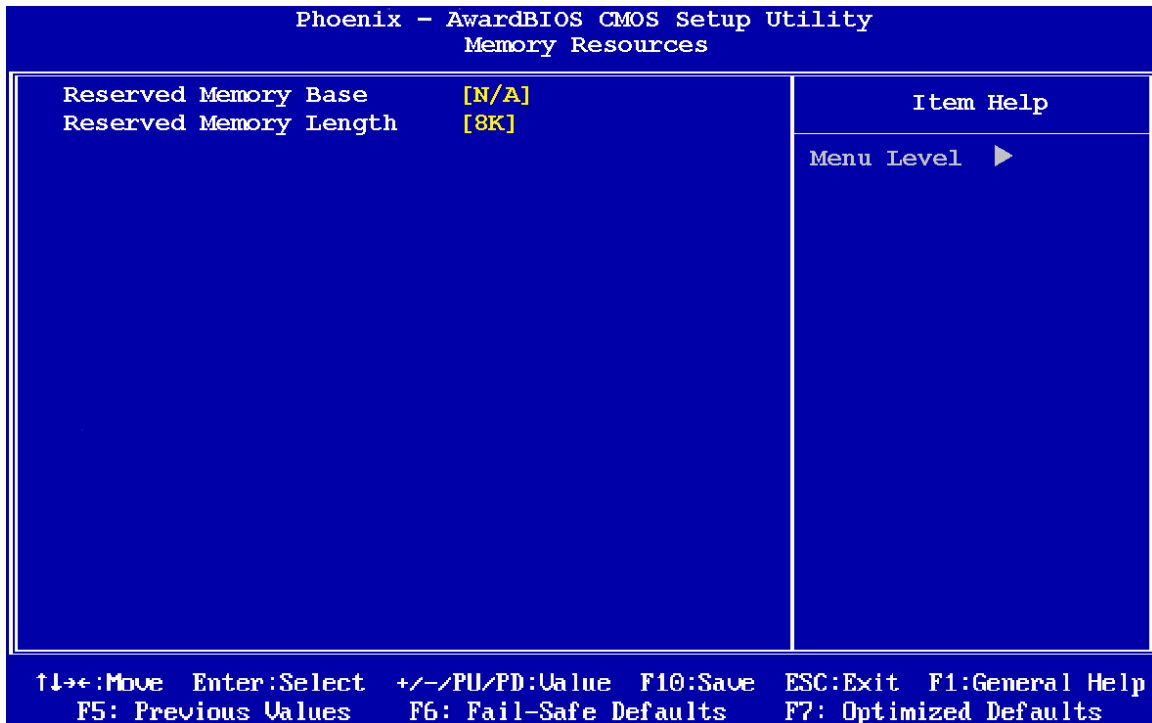 Phoenix - AwardBIOS CMOS Setup Utility
Memory Resources
Reserved Memory Base [N/A]
Reserved Memory Length [8K]
Item Help
Menu Level ▶
↑↓→←:Move Enter:Select +/-/PU/PD:Value F10:Save ESC:Exit F1:General Help
F5: Previous Values F6: Fail-Safe Defaults F7: Optimized Defaults